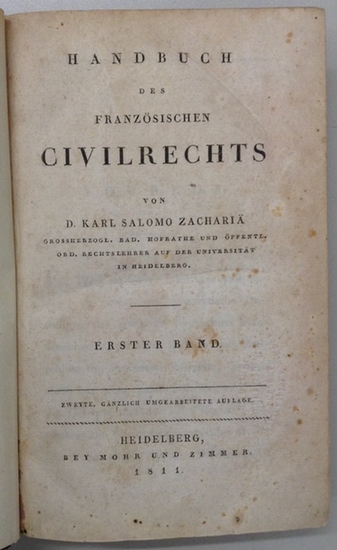 HANDBUCH
DES
FRANZÖSISCHEN
CIVILRECHTS
VON
D. KARL SALOMO ZACHARIÄ
GROSSHERZOGL. BAD. HOFRATHE UND ÖFFENTL.
ORD. RECHTSLEHRER AUF DER UNIVERSITÄT
IN HEIDELBERG.
ERSTER BAND.
ZWEYTE, GÄNZLICH UMGEARBEITETE AUFLAGE.
HEIDELBERG,
BEY MOHR UND ZIMMER.
1811.